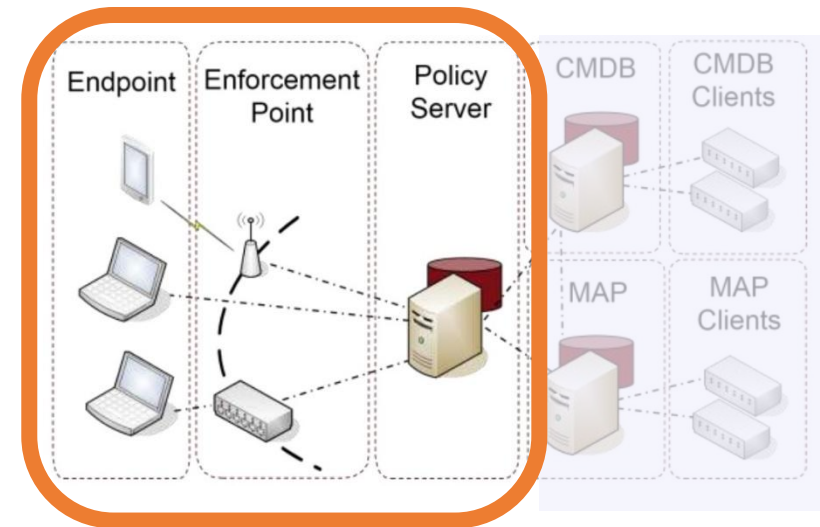 Endpoint
Enforcement
Point
Policy
Server
CMDB
CMDB
Clients
MAP
MAP
Clients